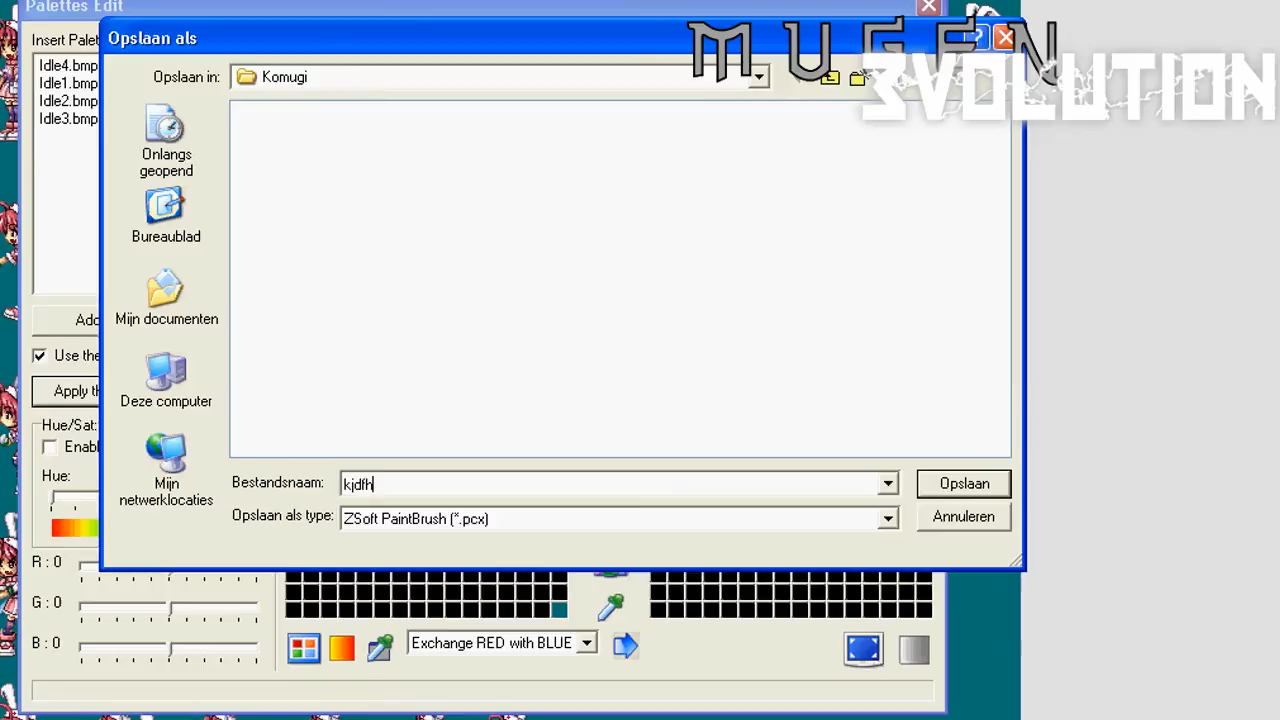 Palettes Edit
Opslaan als
MUGEN
3VOLUTION
Insert Palet
Idle4.bmp
Idle1.bmp
Idle2.bmp
Idle3.bmp
Opslaan in:
Komugi
Onlangs
geopend
Bureaublad
Mijn documenten
Deze computer
Mijn
netwerklocaties
Bestandsnaam:
kjdfh
Opslaan
Opslaan als type:
ZSoft PaintBrush (*.pcx)
Annuleren
Add
Use the
Apply th
Hue/Sat:
Enabl
Hue:
R : 0
G : 0
B : 0
Exchange RED with BLUE